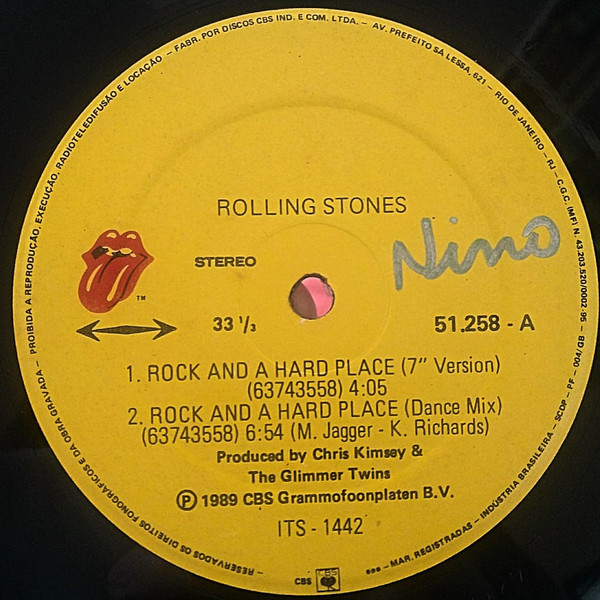 FABR. POR DISCOS CBS IND. E COM. LTDA. – AV. PREFEITO SÁ LESSA, 621 – RIO DE JANEIRO – RJ – C.G.C. (MF) N. 43.203.520/0002-95
SCDP – PF – 004/GB – INDÚSTRIA BRASILEIRA – MAR. REGISTRADAS –
RESERVADOS OS DIREITOS FONOGRÁFICOS E DA OBRA GRAVADA – PROIBIDA A REPRODUÇÃO, EXECUÇÃO, RADIOTELEDIFUSÃO E LOCAÇÃO –
ROLLING STONES
Nino
STEREO
TM
33 1/3
51.258 - A
1. ROCK AND A HARD PLACE (7" Version)
(63743558) 4:05
2. ROCK AND A HARD PLACE (Dance Mix)
(63743558) 6:54 (M. Jagger - K. Richards)
Produced by Chris Kimsey &
The Glimmer Twins
Ⓟ 1989 CBS Grammofoonplaten B.V.
ITS - 1442
CBS CBS